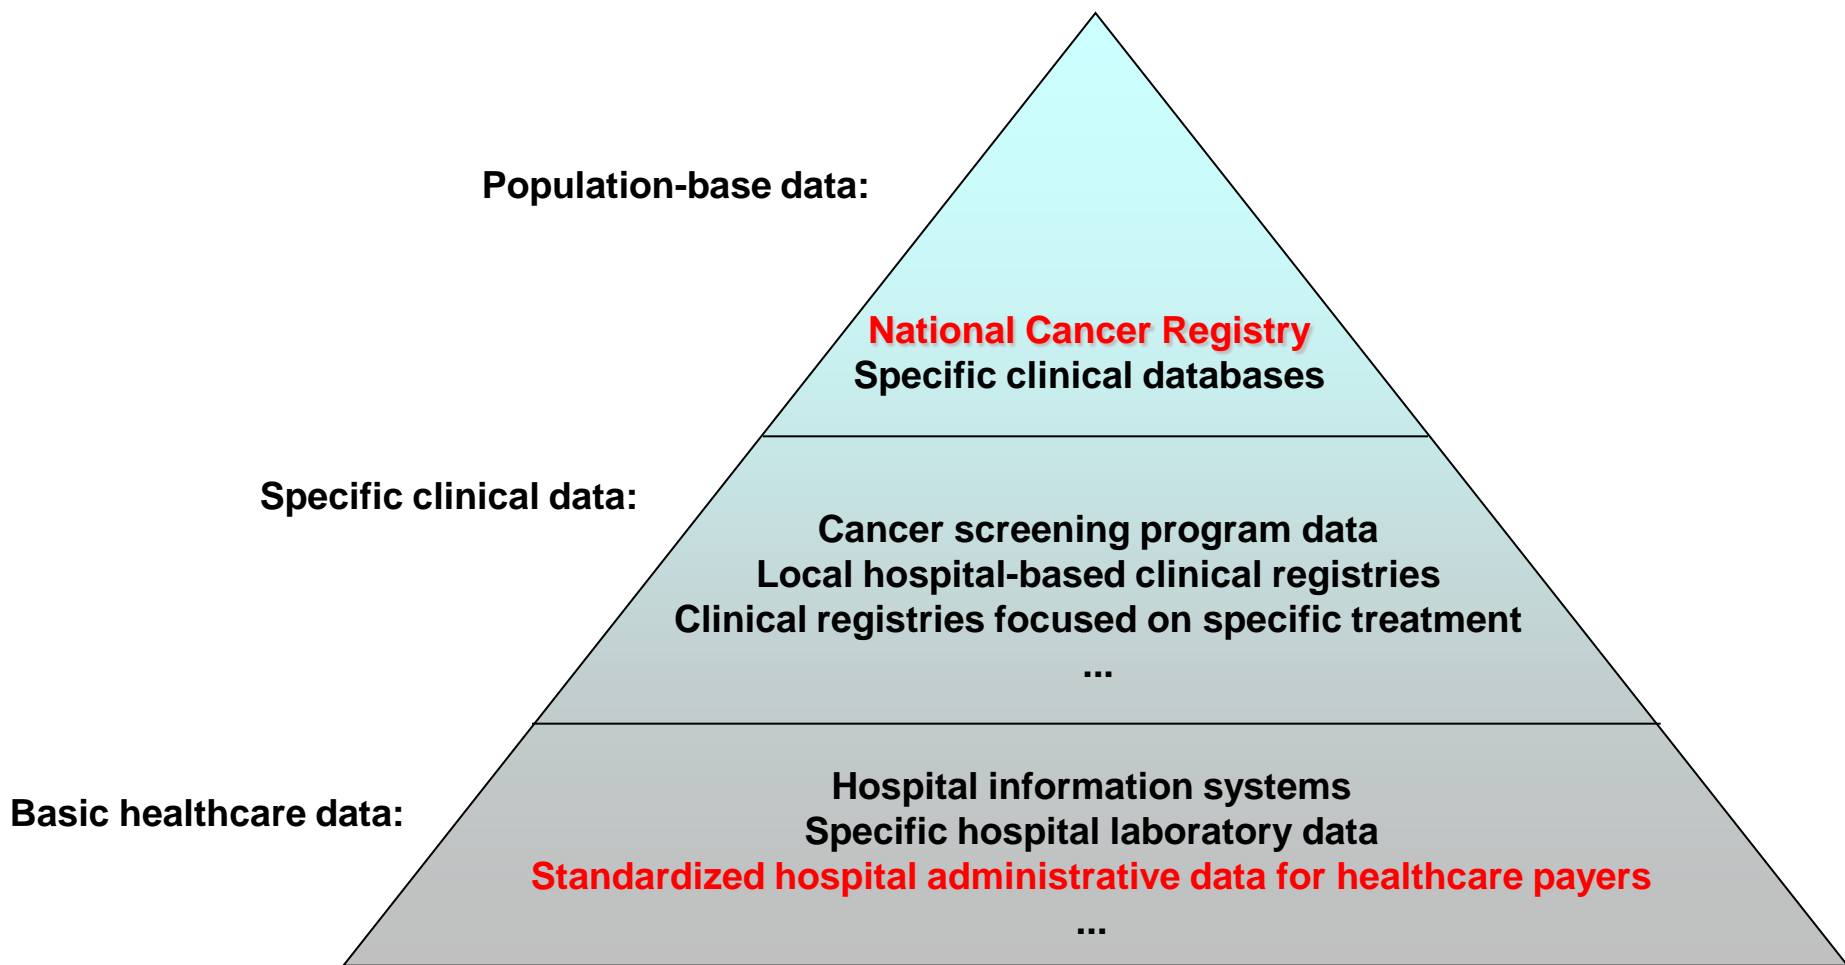 Population-base data:
National Cancer Registry
Specific clinical databases
Specific clinical data:
Cancer screening program data
Local hospital-based clinical registries
Clinical registries focused on specific treatment
...
Basic healthcare data:
Hospital information systems
Specific hospital laboratory data
Standardized hospital administrative data for healthcare payers
...